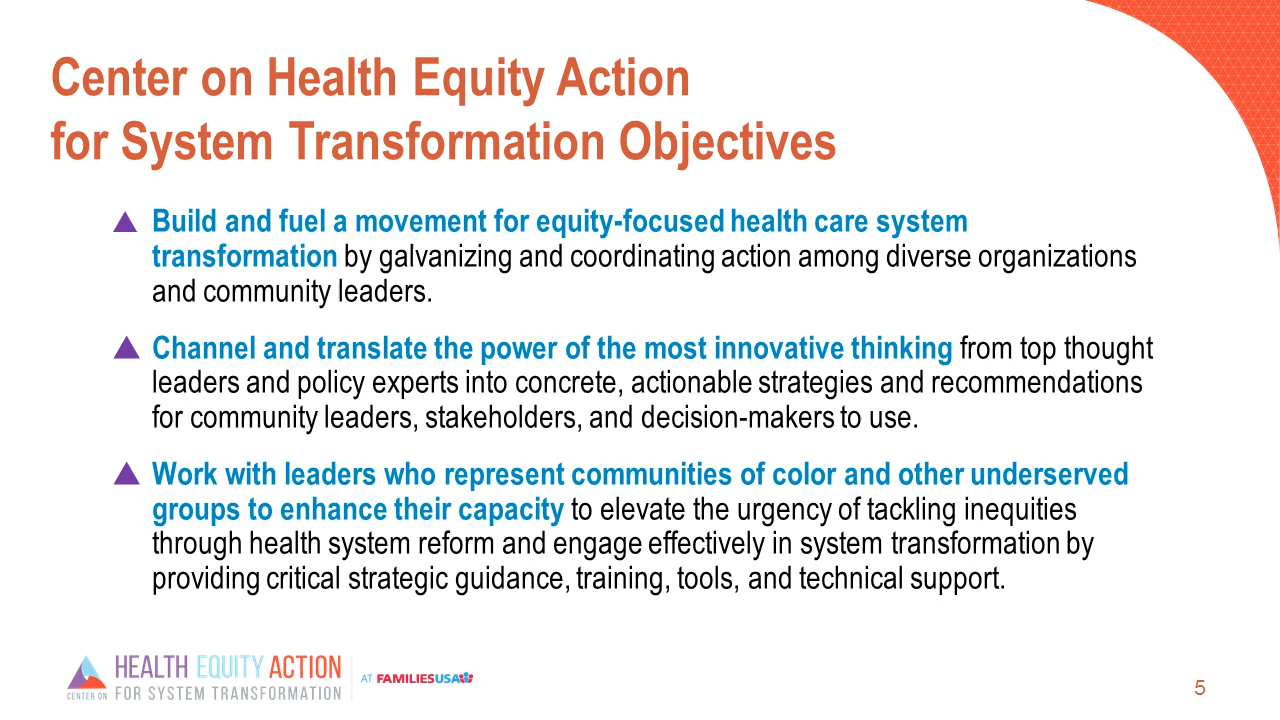 Center on Health Equity Action
for System Transformation Objectives
Build and fuel a movement for equity-focused health care system
transformation by galvanizing and coordinating action among diverse organizations
and community leaders.
Channel and translate the power of the most innovative thinking from top thought
leaders and policy experts into concrete, actionable strategies and recommendations
for community leaders, stakeholders, and decision-makers to use.
Work with leaders who represent communities of color and other underserved
groups to enhance their capacity to elevate the urgency of tackling inequities
through health system reform and engage effectively in system transformation by
providing critical strategic guidance, training, tools, and technical support.
HEALTH EQUITY ACTION
CENTER ON FOR SYSTEM TRANSFORMATION
AT FAMILIESUSA
5